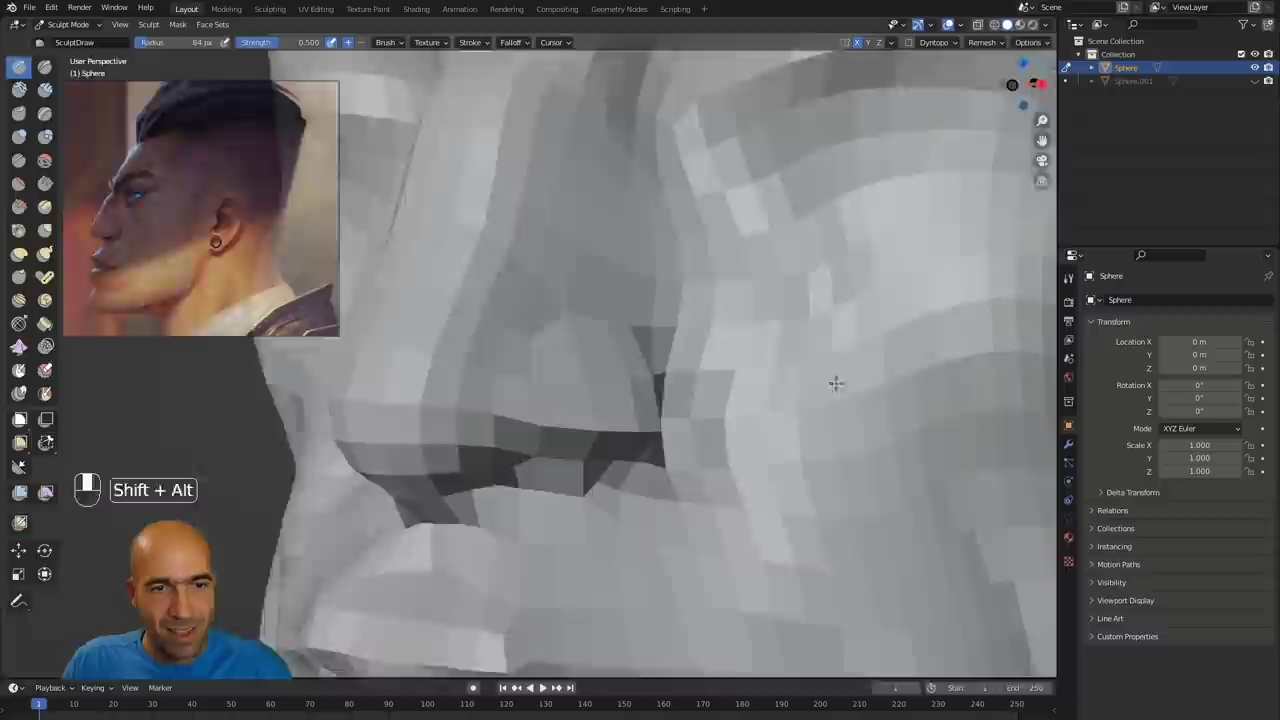 File Edit Render Window Help Layout Modeling Sculpting UV Editing Texture Paint Shading Animation Rendering Compositing Geometry Nodes Scripting + Scene ViewLayer
Sculpt Mode View Sculpt Mask Face Sets
SculptDraw Radius 84 px Strength 0.500 Brush Texture Stroke Falloff Cursor X Y Z Dyntopo Remesh Options
User Perspective
(1) Sphere
Scene Collection
Collection
Sphere
Sphere.001
Sphere
Sphere
Transform
Location X 0 m
Y 0 m
Z 0 m
Rotation X 0°
Y 0°
Z 0°
Mode XYZ Euler
Scale X 1.000
Y 1.000
Z 1.000
Delta Transform
Relations
Collections
Instancing
Motion Paths
Visibility
Viewport Display
Line Art
Custom Properties
Shift + Alt
Playback Keying View Marker 1 Start 1 End 250
1 10 20 30 40 50 60 70 80 90 100 110 120 130 140 150 160 170 180 190 200 210 220 230 240 250